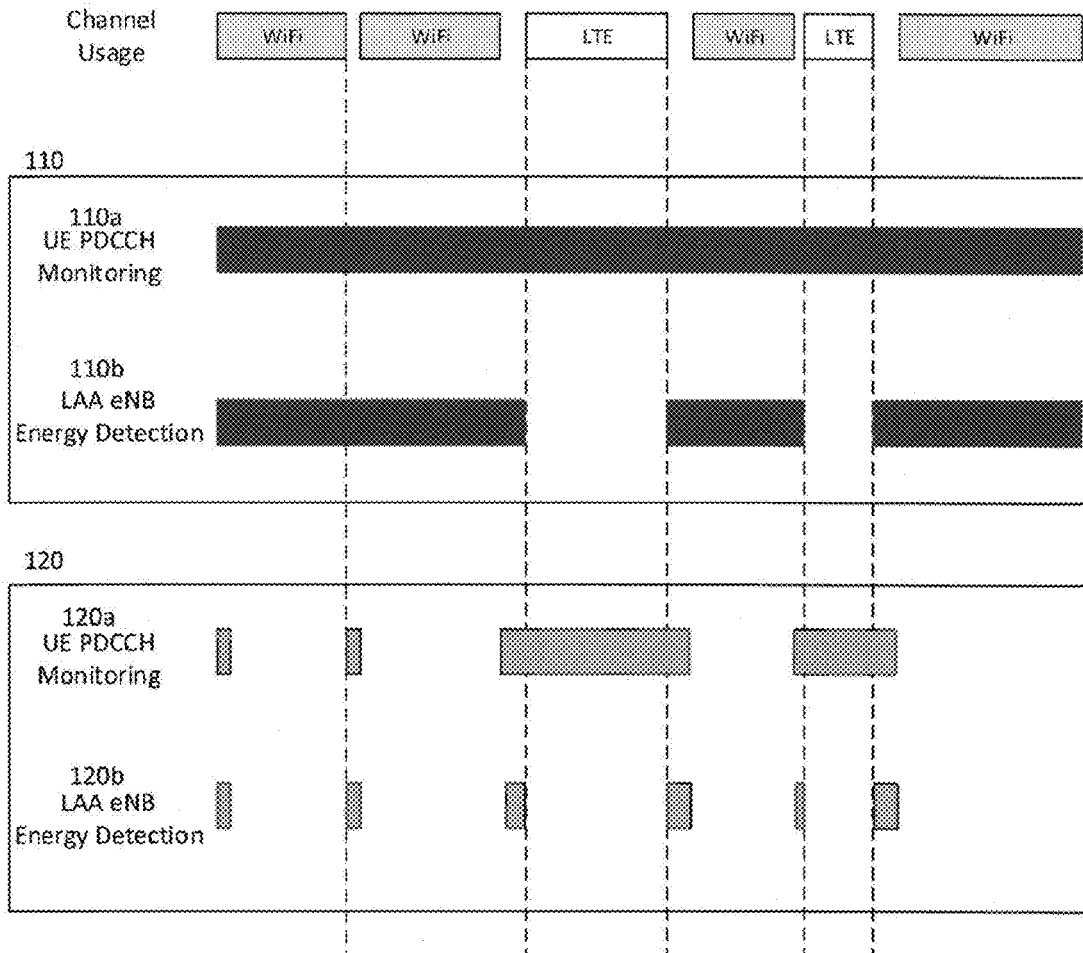 Channel
Usage
WiFi
WiFi
LTE
WiFi
LTE
WiFi
110
110a
UE PDCCH
Monitoring
110b
LAA eNB
Energy Detection
120
120a
UE PDCCH
Monitoring
120b
LAA eNB
Energy Detection